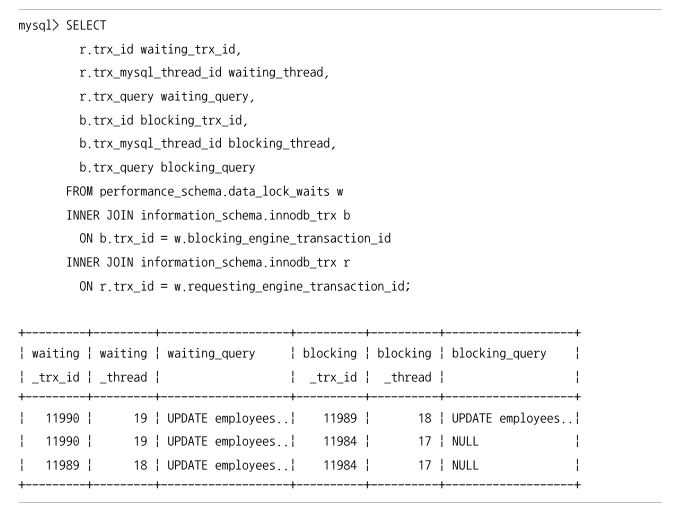 mysql> SELECT
r.trx_id waiting_trx_id,
r.trx_mysql_thread_id waiting_thread,
r.trx_query waiting_query,
b.trx_id blocking_trx_id,
b.trx_mysql_thread_id blocking_thread,
b.trx_query blocking_query
FROM performance_schema.data_lock_waits w
INNER JOIN information_schema.innodb_trx b
ON b.trx_id = w.blocking_engine_transaction_id
INNER JOIN information_schema.innodb_trx r
ON r.trx_id = w.requesting_engine_transaction_id;
+---------+---------+--------------------+----------+----------+--------------------+
¦ waiting ¦ waiting ¦ waiting_query ¦ blocking ¦ blocking ¦ blocking_query ¦
¦ _trx_id ¦ _thread ¦ ¦ _trx_id ¦ _thread ¦ ¦
+---------+---------+--------------------+----------+----------+--------------------+
¦ 11990 ¦ 19 ¦ UPDATE employees..¦ 11989 ¦ 18 ¦ UPDATE employees..¦
¦ 11990 ¦ 19 ¦ UPDATE employees..¦ 11984 ¦ 17 ¦ NULL ¦
¦ 11989 ¦ 18 ¦ UPDATE employees..¦ 11984 ¦ 17 ¦ NULL ¦
+---------+---------+--------------------+----------+----------+--------------------+